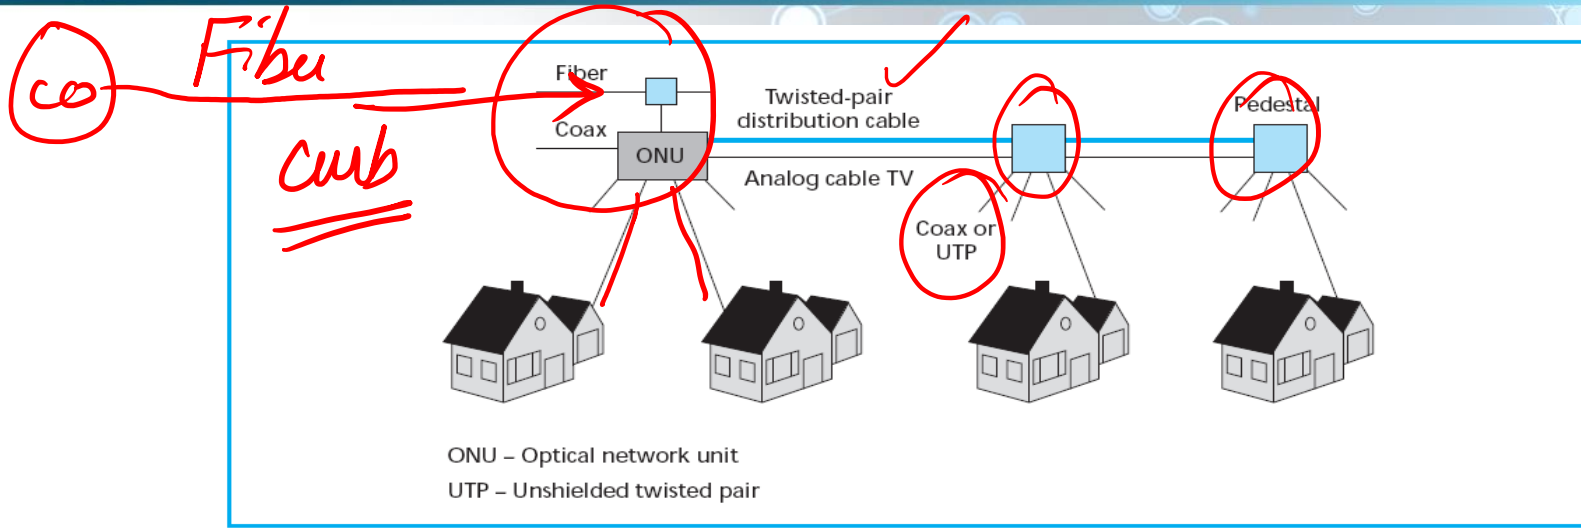 co
Fiber
curb
Fiber
Coax
ONU
Twisted-pair
distribution cable
Analog cable TV
Pedestal
Coax or
UTP
ONU – Optical network unit
UTP – Unshielded twisted pair